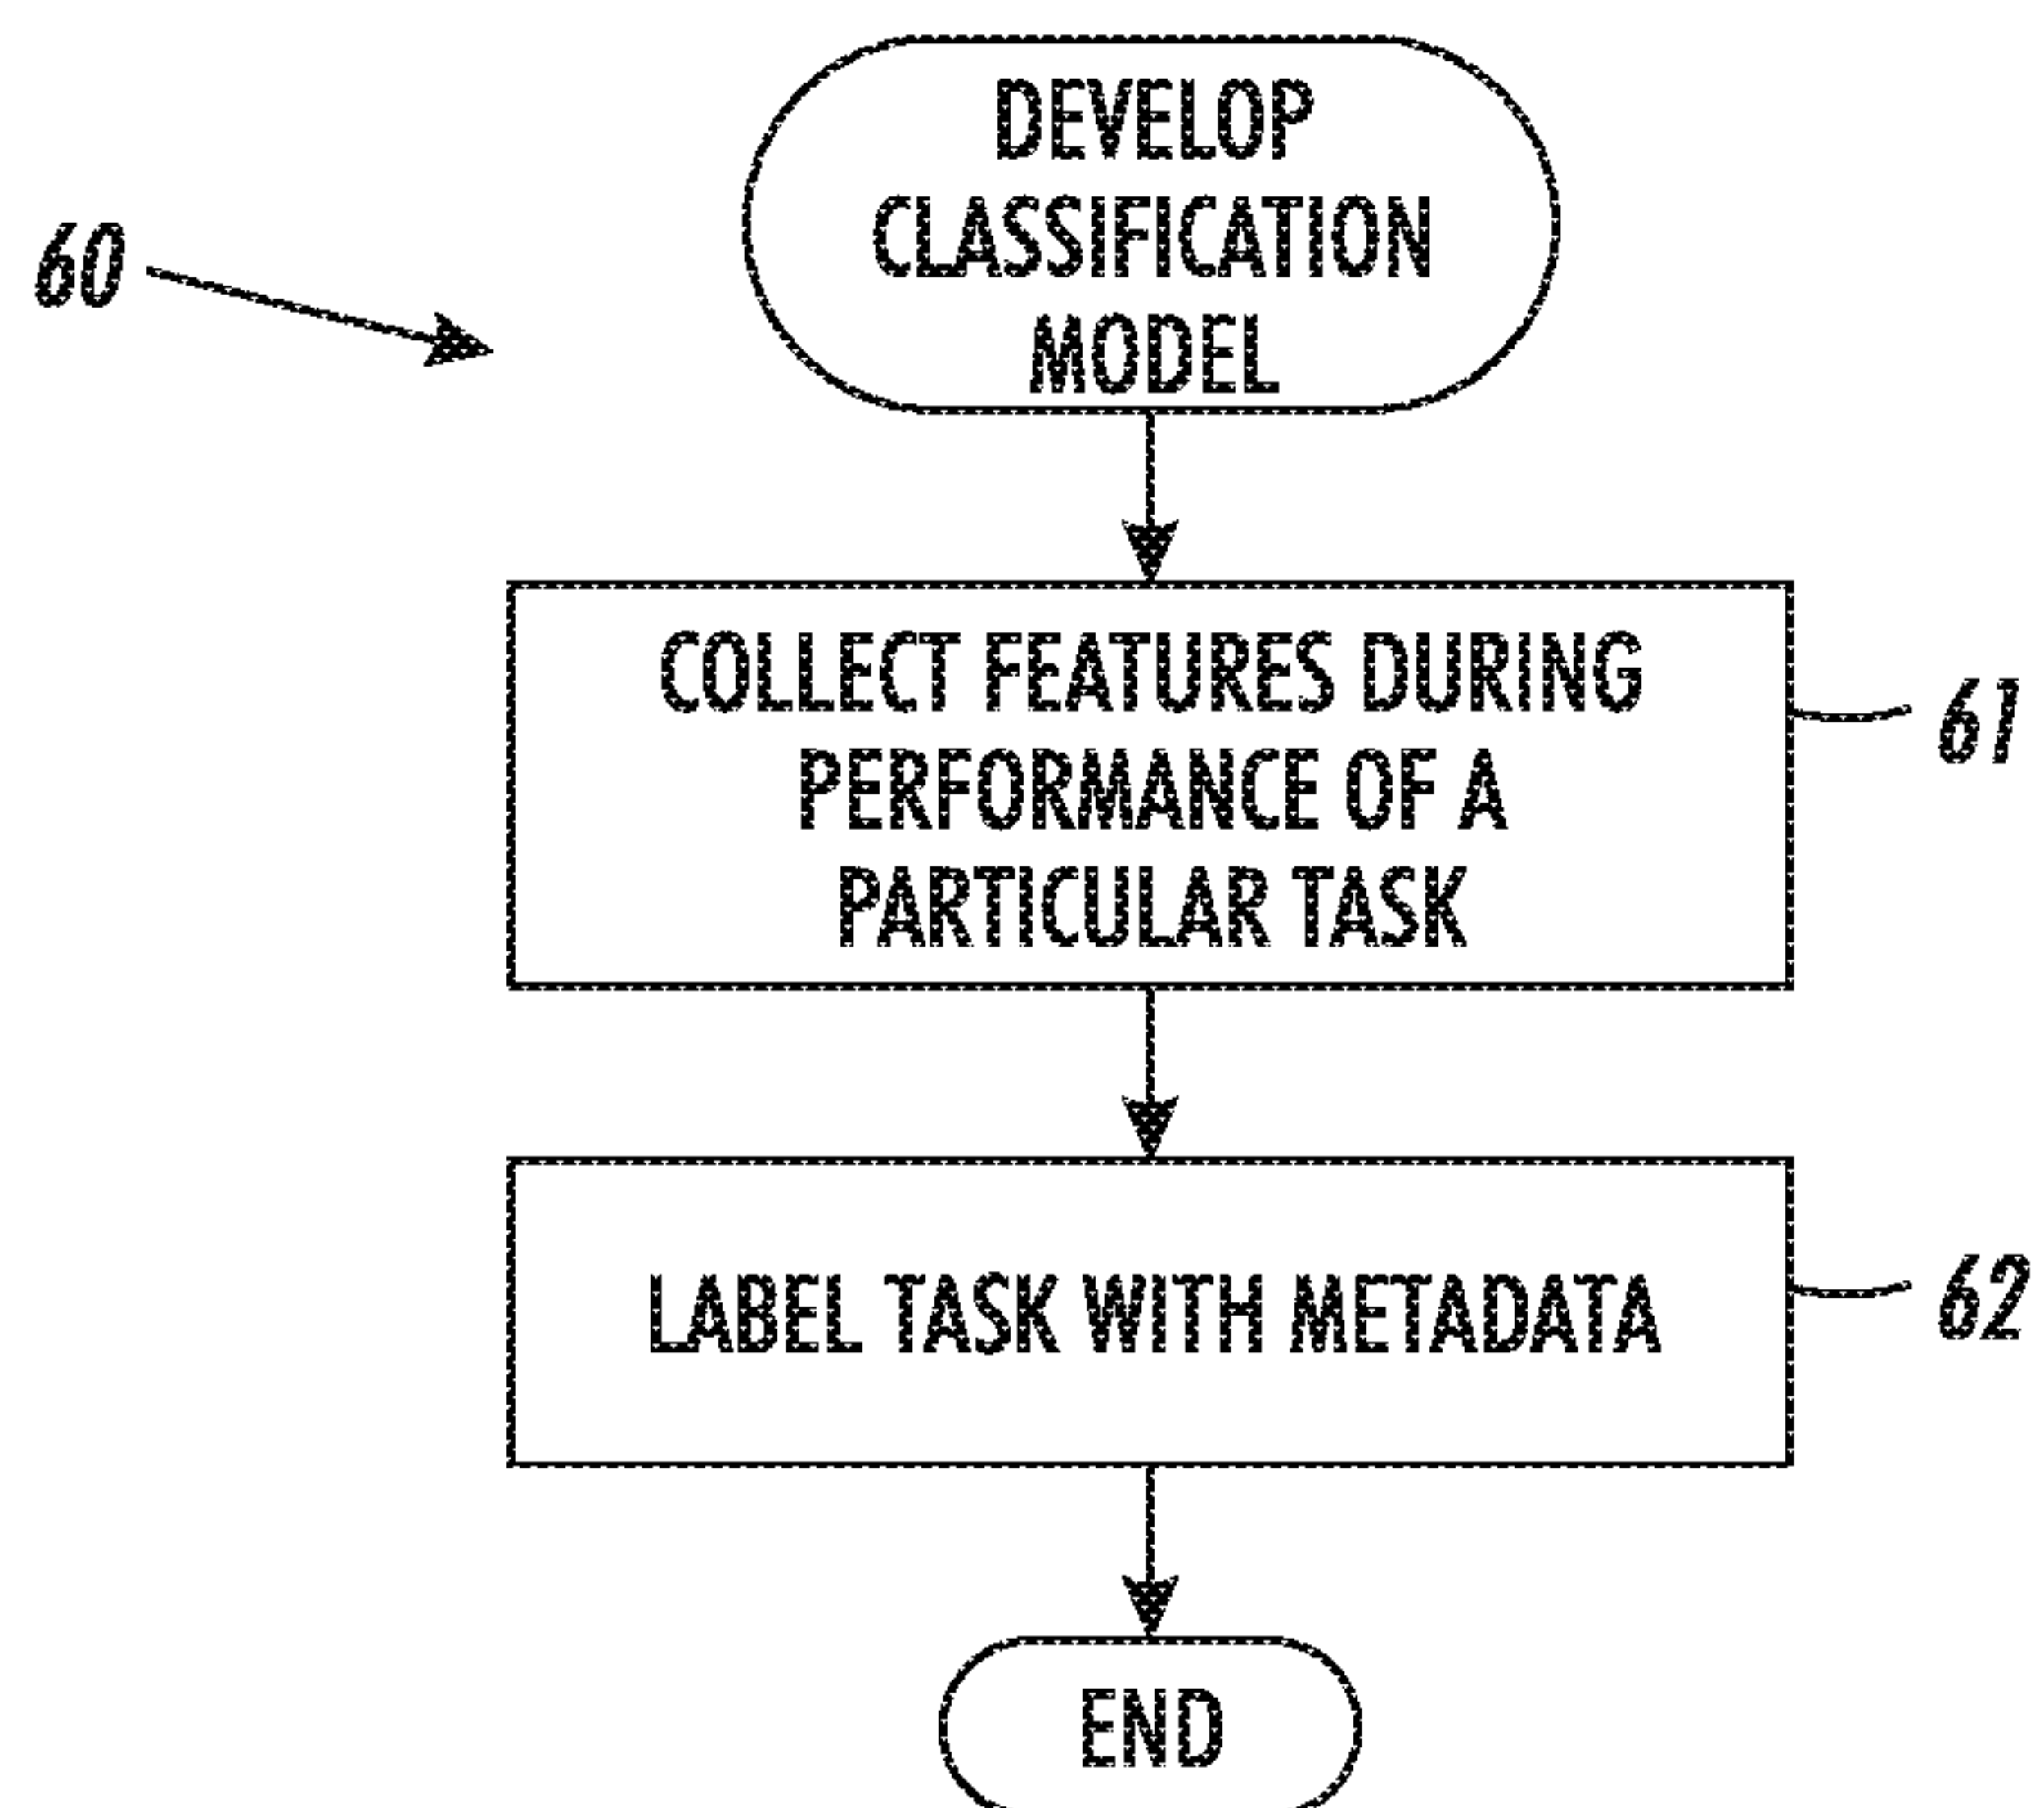 DEVELOP
CLASSIFICATION
MODEL
60
COLLECT FEATURES DURING
PERFORMANCE OF A
PARTICULAR TASK
61
LABEL TASK WITH METADATA
62
END